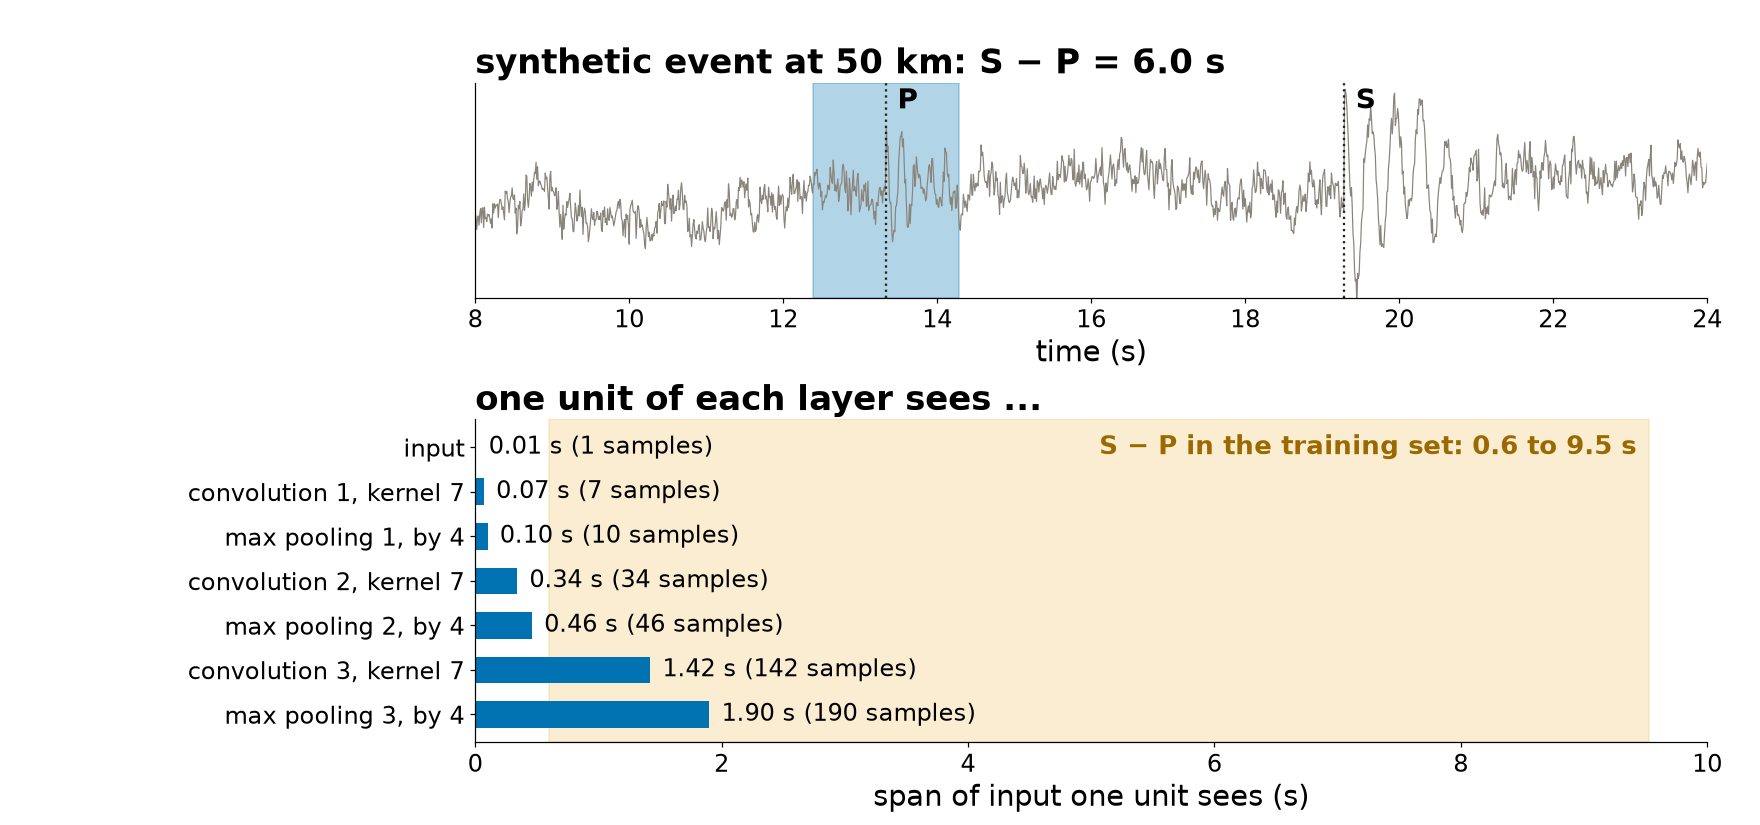 synthetic event at 50 km: S − P = 6.0 s
P
S
8 10 12 14 16 18 20 22 24
time (s)
one unit of each layer sees ...
S − P in the training set: 0.6 to 9.5 s
input 0.01 s (1 samples)
convolution 1, kernel 7 0.07 s (7 samples)
max pooling 1, by 4 0.10 s (10 samples)
convolution 2, kernel 7 0.34 s (34 samples)
max pooling 2, by 4 0.46 s (46 samples)
convolution 3, kernel 7 1.42 s (142 samples)
max pooling 3, by 4 1.90 s (190 samples)
0 2 4 6 8 10
span of input one unit sees (s)